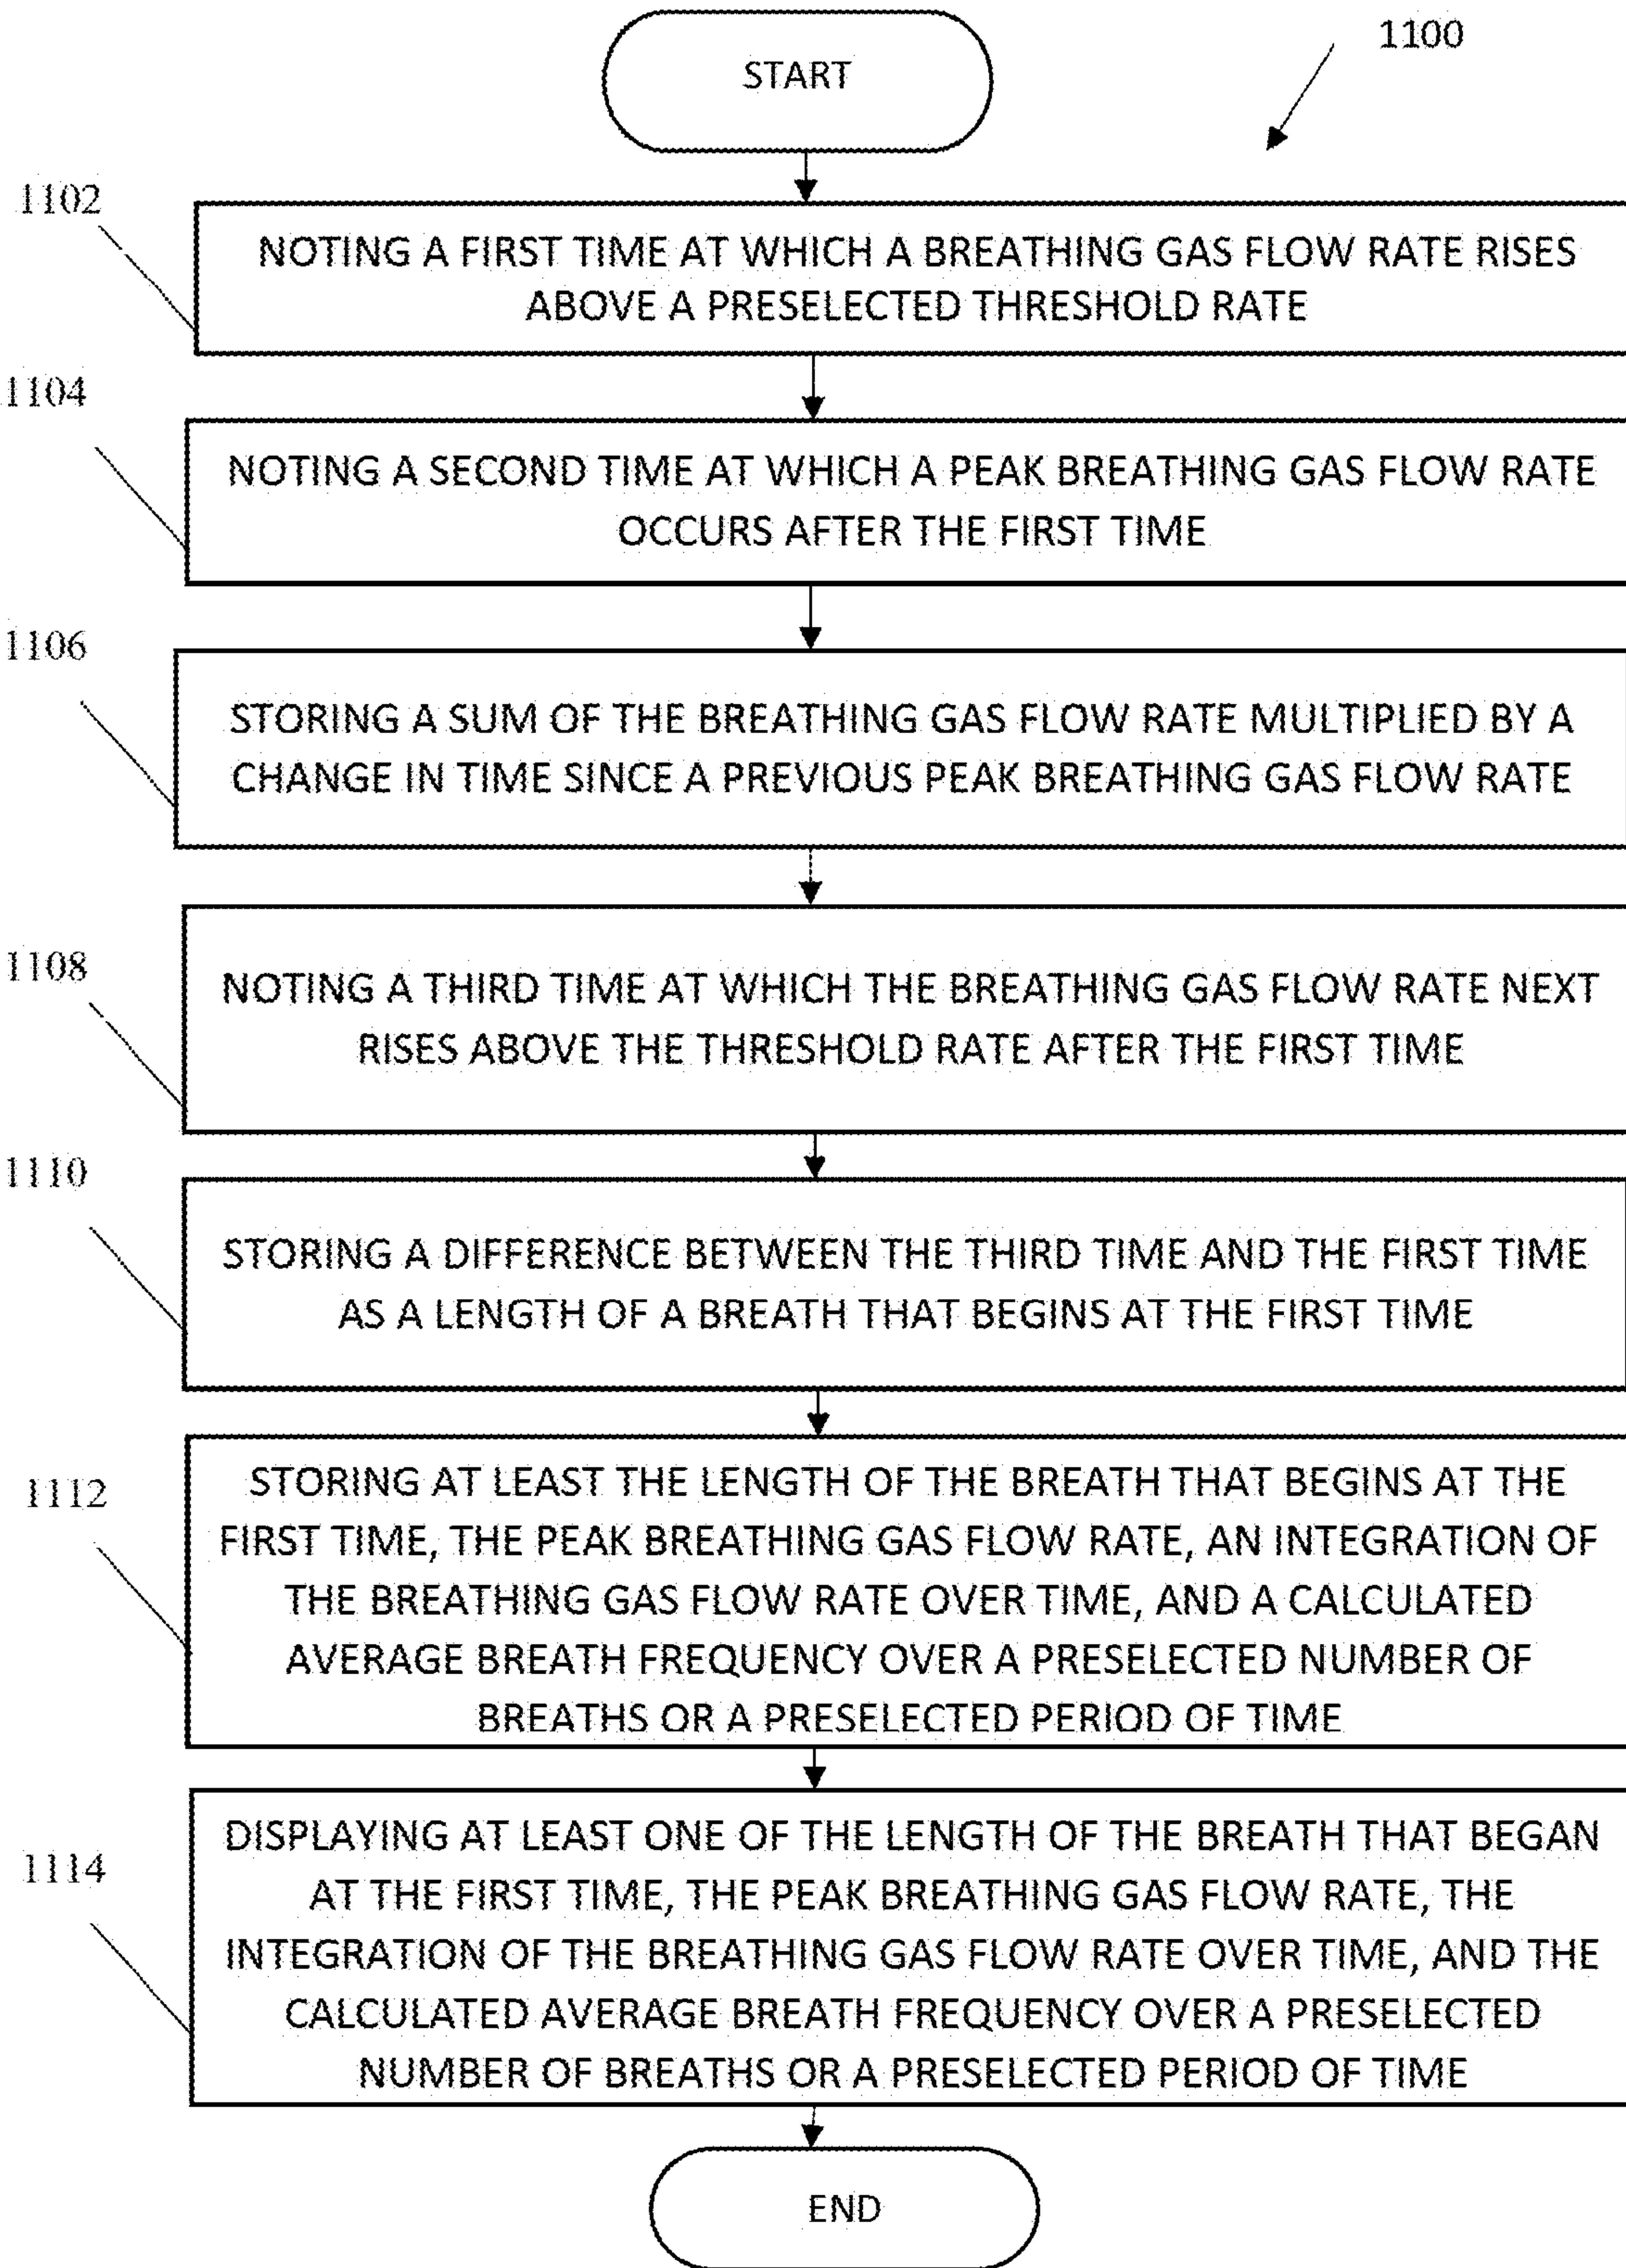 START
1100
1102
NOTING A FIRST TIME AT WHICH A BREATHING GAS FLOW RATE RISES
ABOVE A PRESELECTED THRESHOLD RATE
1104
NOTING A SECOND TIME AT WHICH A PEAK BREATHING GAS FLOW RATE
OCCURS AFTER THE FIRST TIME
1106
STORING A SUM OF THE BREATHING GAS FLOW RATE MULTIPLIED BY A
CHANGE IN TIME SINCE A PREVIOUS PEAK BREATHING GAS FLOW RATE
1108
NOTING A THIRD TIME AT WHICH THE BREATHING GAS FLOW RATE NEXT
RISES ABOVE THE THRESHOLD RATE AFTER THE FIRST TIME
1110
STORING A DIFFERENCE BETWEEN THE THIRD TIME AND THE FIRST TIME
AS A LENGTH OF A BREATH THAT BEGINS AT THE FIRST TIME
1112
STORING AT LEAST THE LENGTH OF THE BREATH THAT BEGINS AT THE
FIRST TIME, THE PEAK BREATHING GAS FLOW RATE, AN INTEGRATION OF
THE BREATHING GAS FLOW RATE OVER TIME, AND A CALCULATED
AVERAGE BREATH FREQUENCY OVER A PRESELECTED NUMBER OF
BREATHS OR A PRESELECTED PERIOD OF TIME
1114
DISPLAYING AT LEAST ONE OF THE LENGTH OF THE BREATH THAT BEGAN
AT THE FIRST TIME, THE PEAK BREATHING GAS FLOW RATE, THE
INTEGRATION OF THE BREATHING GAS FLOW RATE OVER TIME, AND THE
CALCULATED AVERAGE BREATH FREQUENCY OVER A PRESELECTED
NUMBER OF BREATHS OR A PRESELECTED PERIOD OF TIME
END